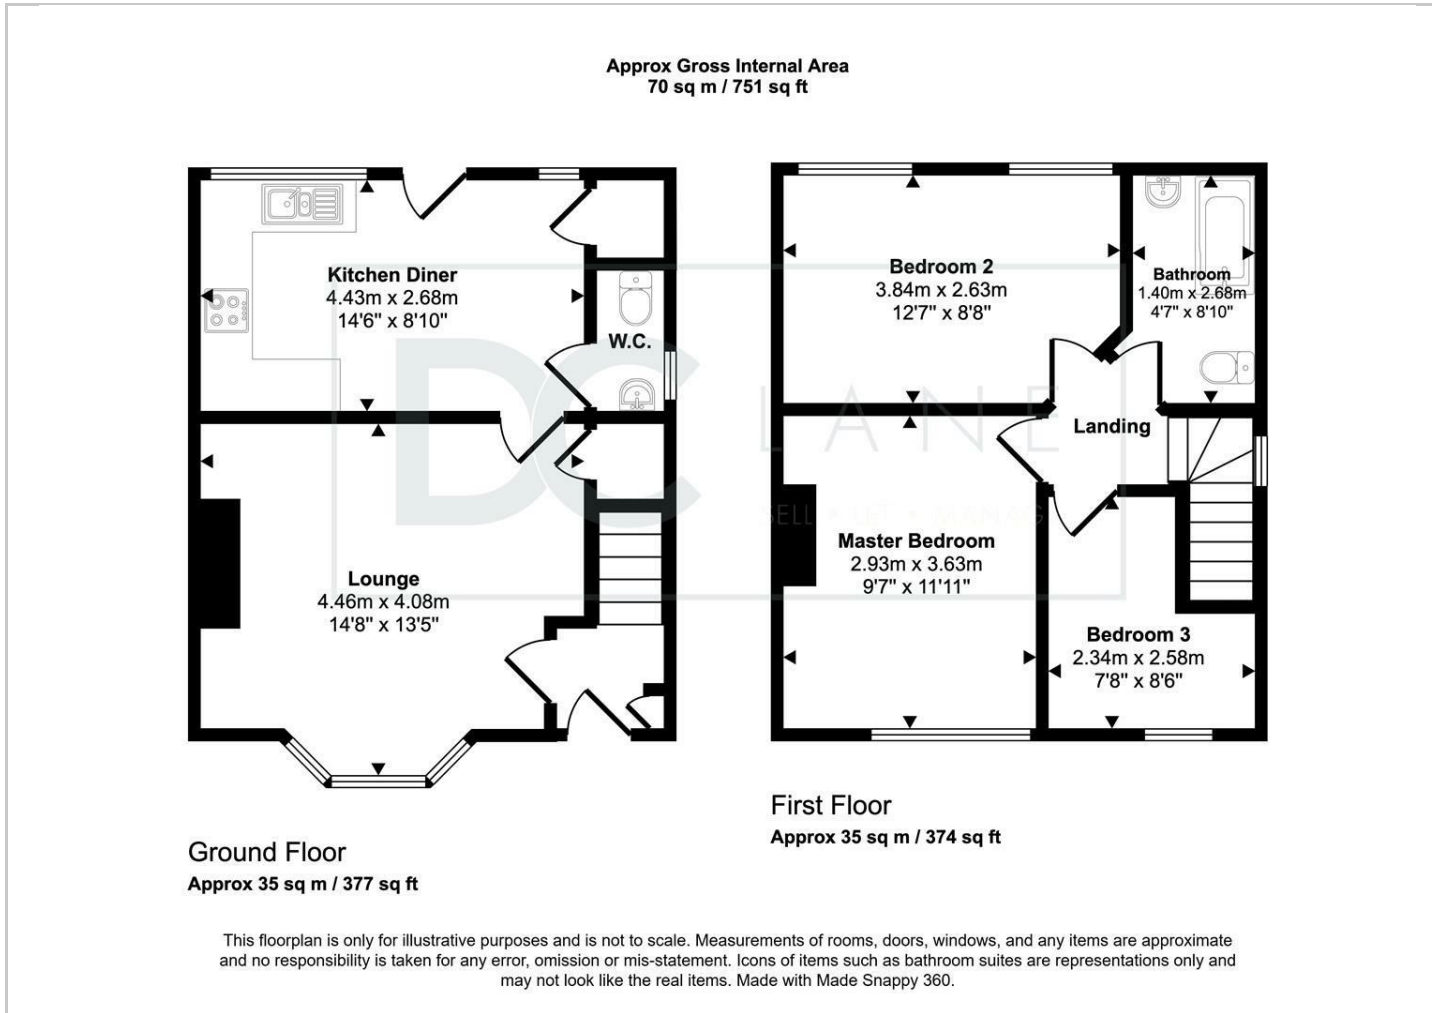 Approx Gross Internal Area
70 sq m / 751 sq ft
Kitchen Diner
4.43m x 2.68m
14'6" x 8'10"
W.C.
Lounge
4.46m x 4.08m
14'8" x 13'5"
Bedroom 2
3.84m x 2.63m
12'7" x 8'8"
Bathroom
1.40m x 2.68m
4'7" x 8'10"
Landing
Master Bedroom
2.93m x 3.63m
9'7" x 11'11"
Bedroom 3
2.34m x 2.58m
7'8" x 8'6"
DC LANE
SELL • LET • MANAGE
Ground Floor
Approx 35 sq m / 377 sq ft
First Floor
Approx 35 sq m / 374 sq ft
This floorplan is only for illustrative purposes and is not to scale. Measurements of rooms, doors, windows, and any items are approximate
and no responsibility is taken for any error, omission or mis-statement. Icons of items such as bathroom suites are representations only and
may not look like the real items. Made with Made Snappy 360.